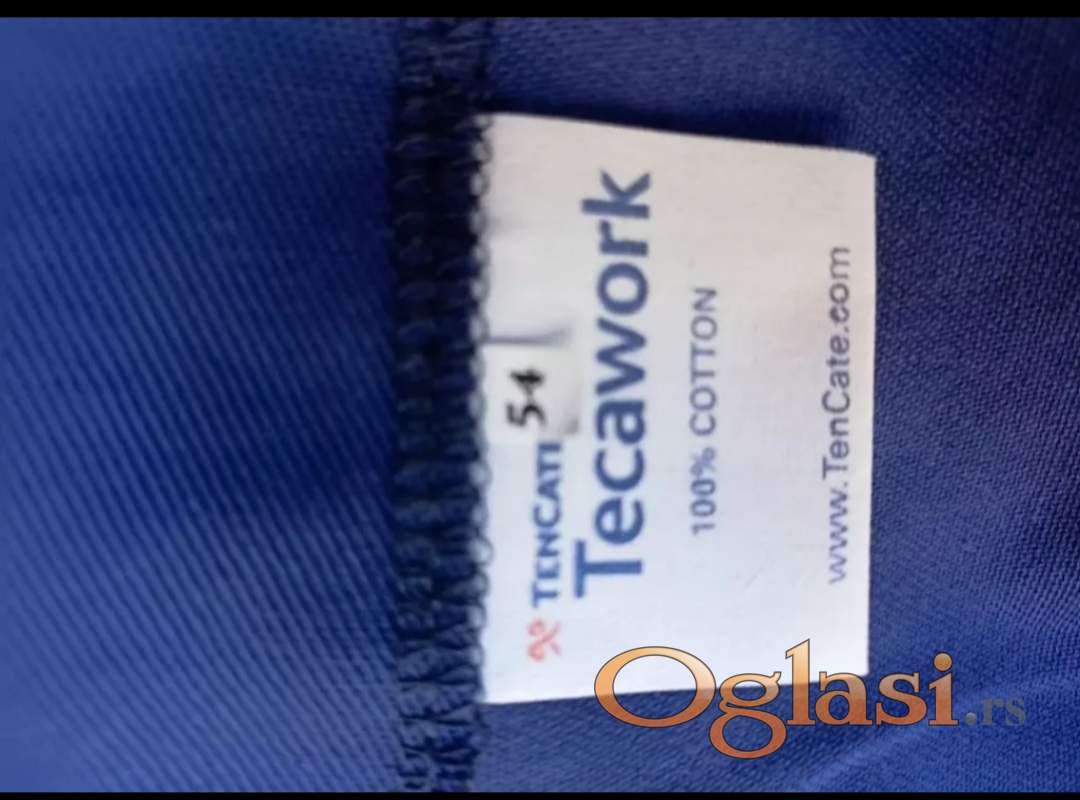 54
TENCATE
Tecawork
100% COTTON
www.TenCate.com
Oglasi.rs